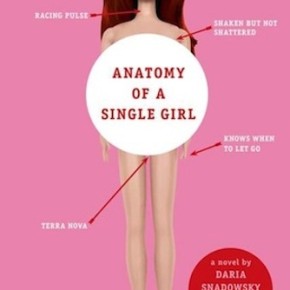 RACING PULSE
SHAKEN BUT NOT
SHATTERED
ANATOMY
OF A
SINGLE GIRL
KNOWS WHEN
TO LET GO
TERRA NOVA
a novel by
DARIA
SNADOWSKY